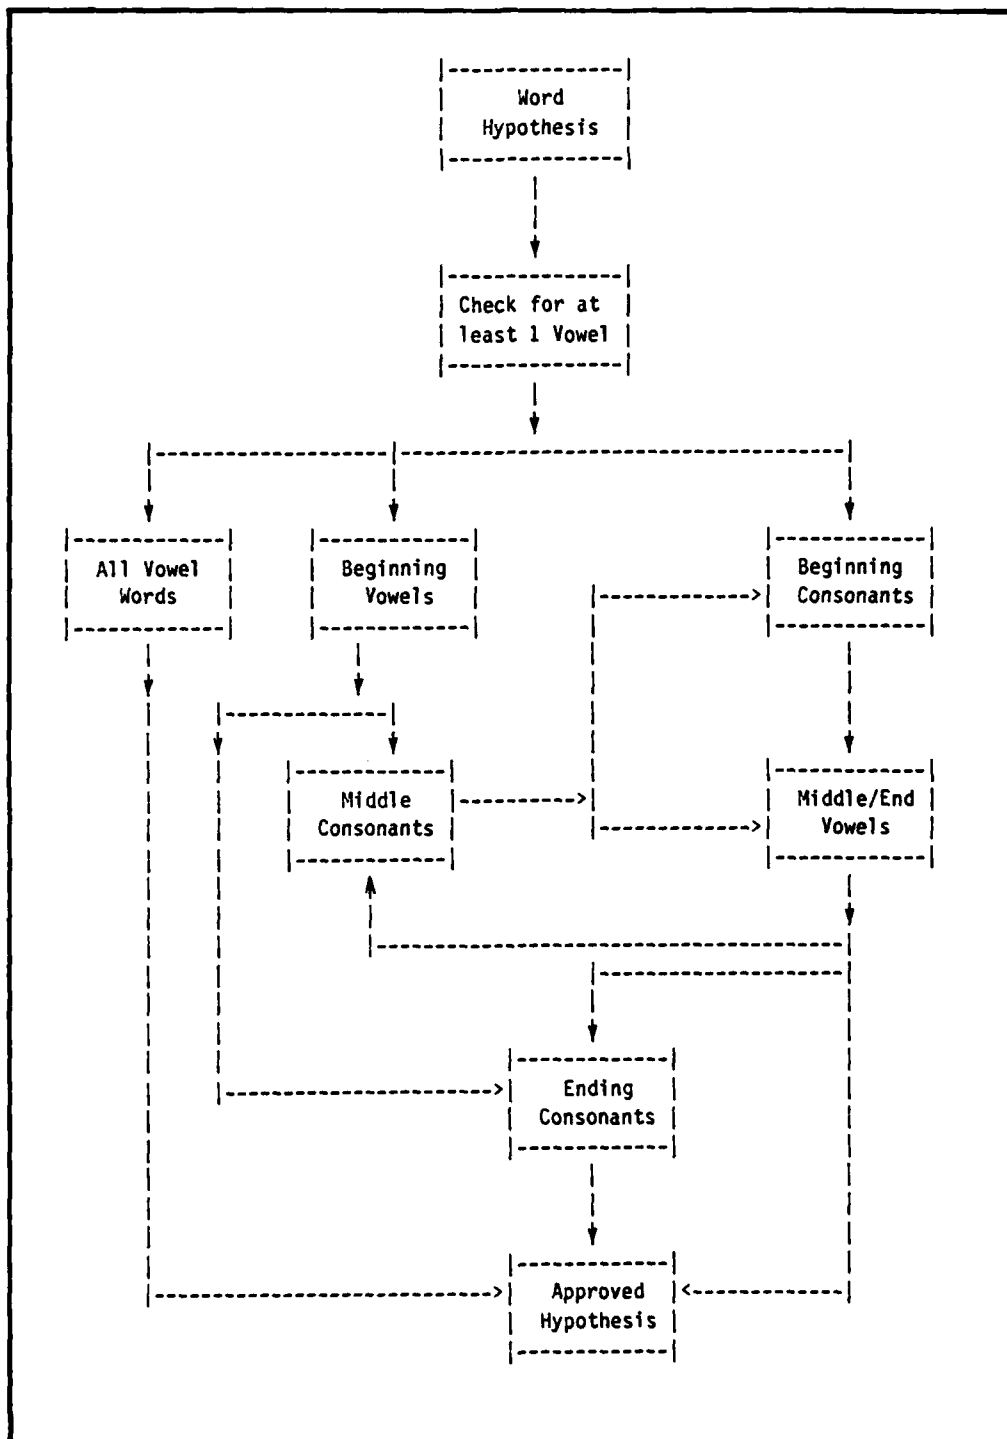 Word
Hypothesis
Check for at
least 1 Vowel
All Vowel
Words
Beginning
Vowels
Beginning
Consonants
Middle
Consonants
Middle/End
Vowels
Ending
Consonants
Approved
Hypothesis